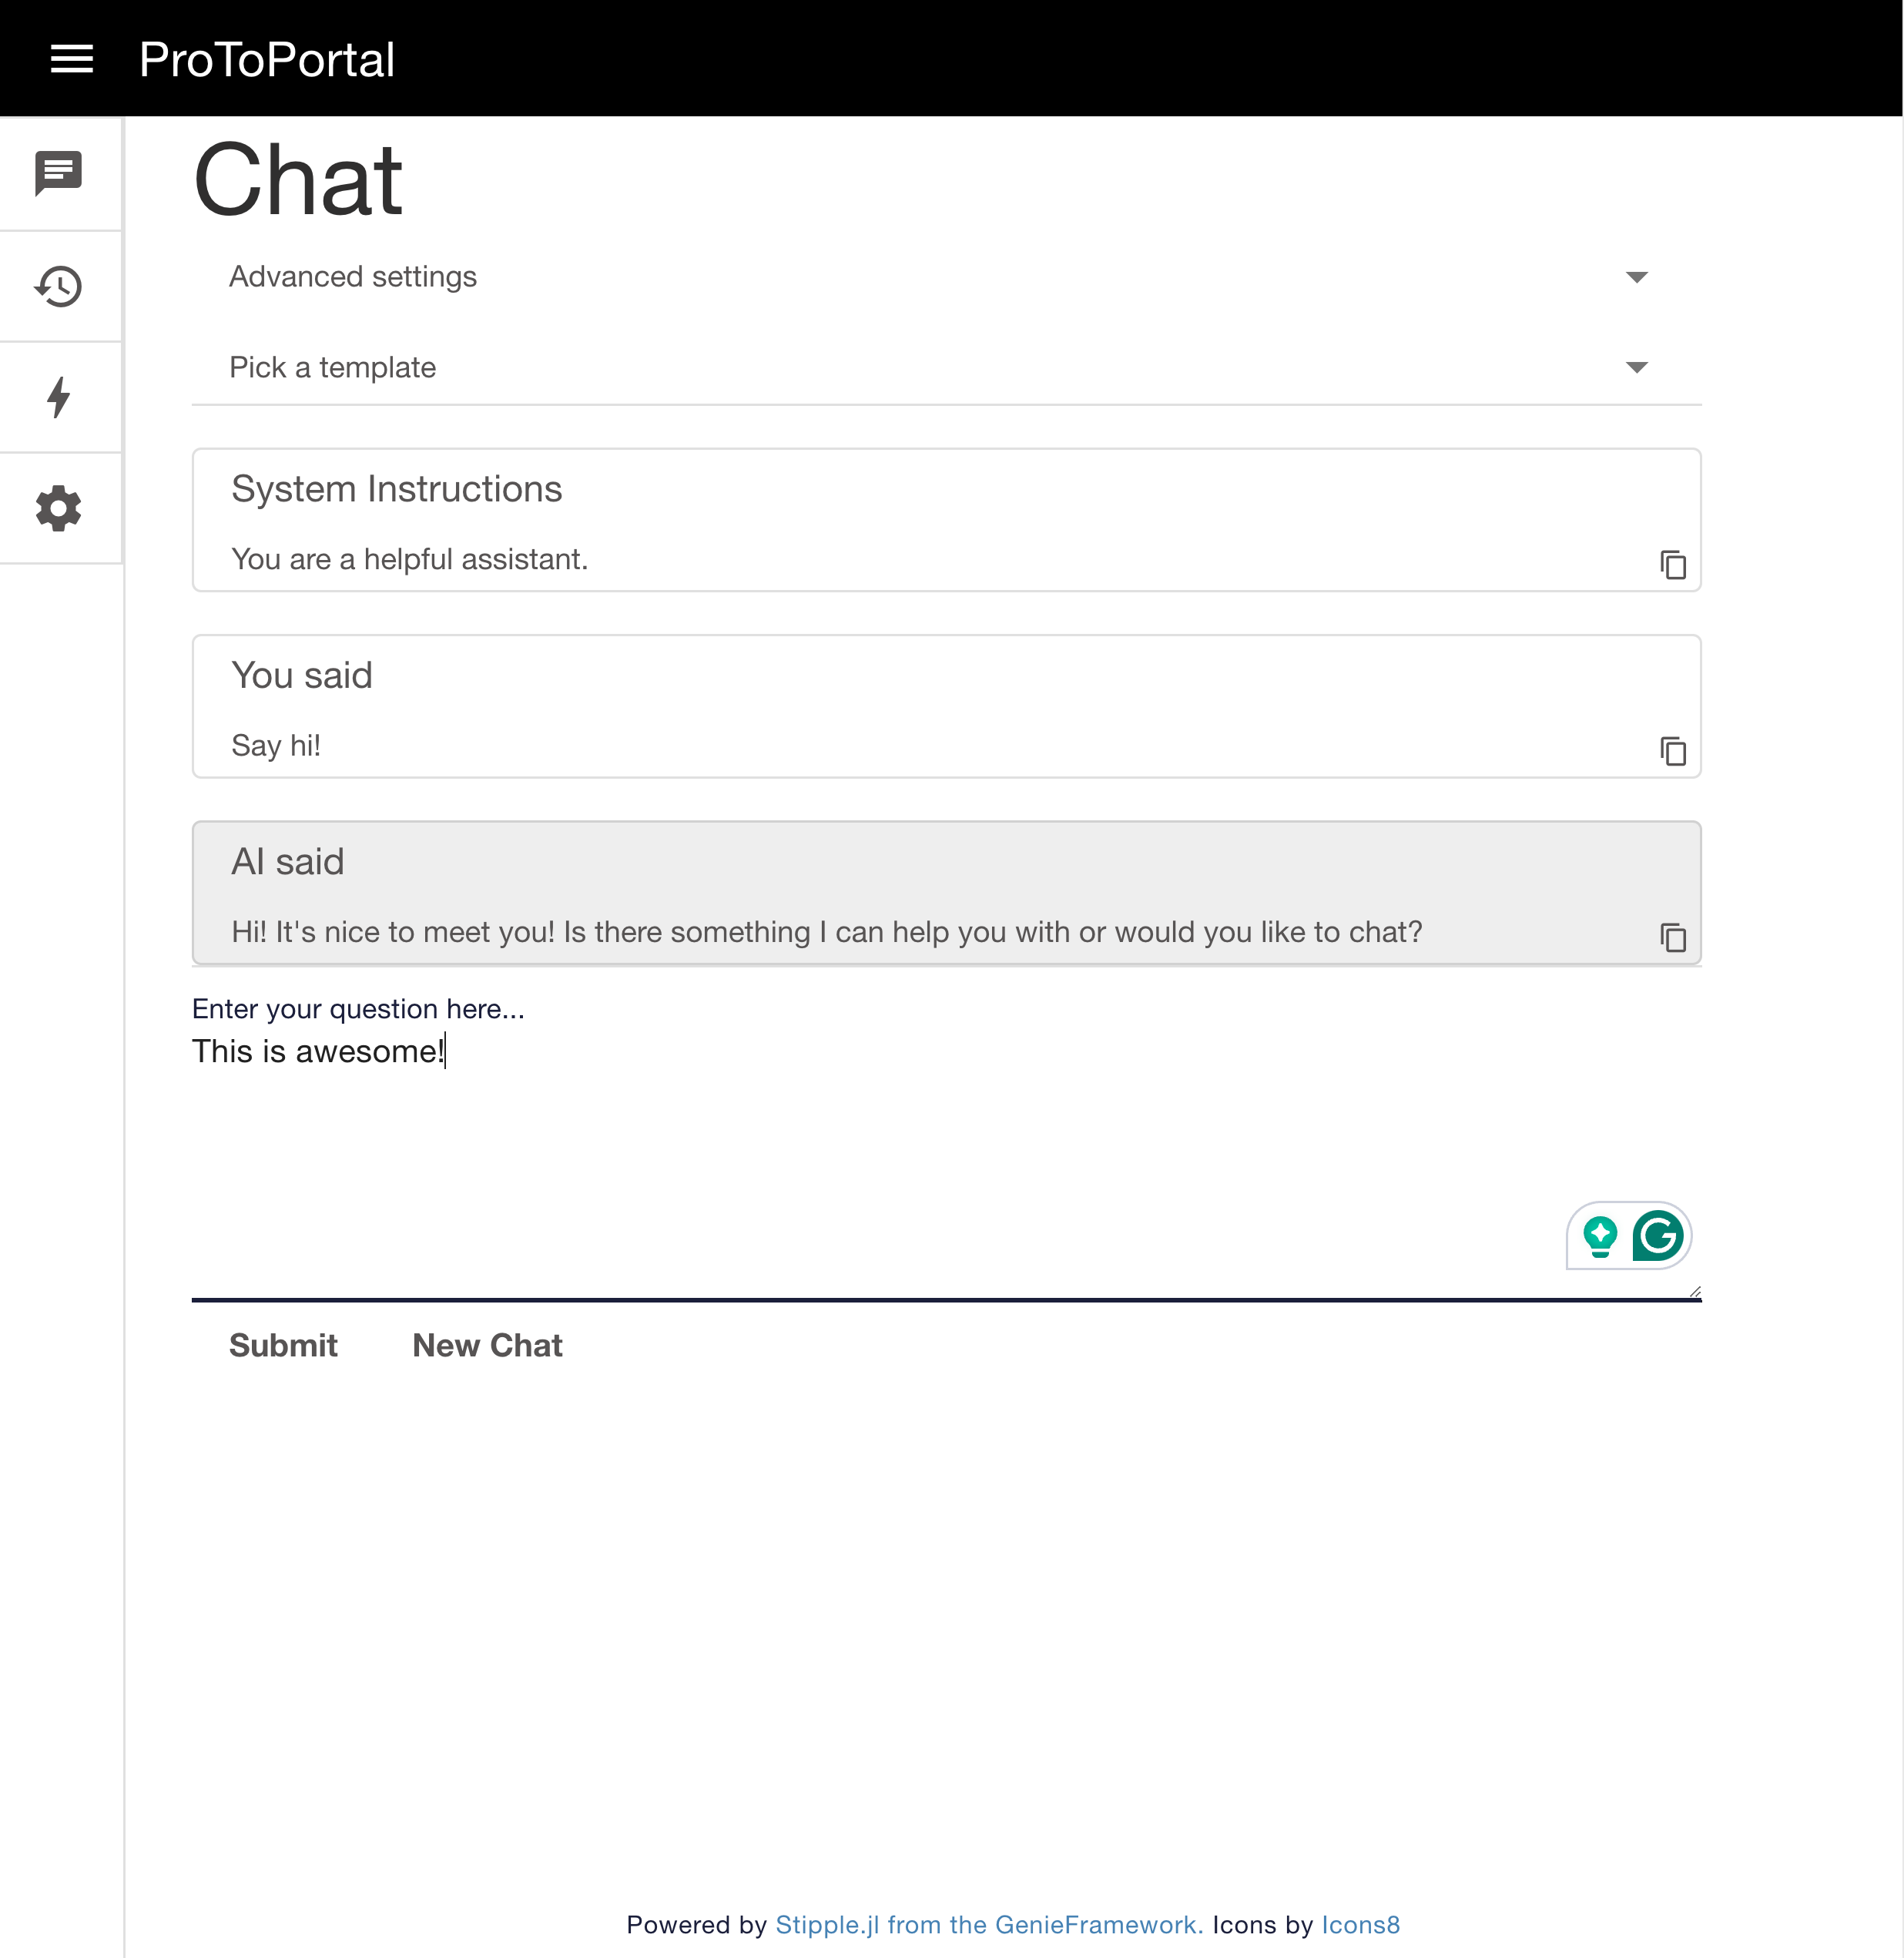 ProToPortal
Chat
Advanced settings
Pick a template
System Instructions
You are a helpful assistant.
You said
Say hi!
AI said
Hi! It's nice to meet you! Is there something I can help you with or would you like to chat?
Enter your question here...
This is awesome!
Submit New Chat
Powered by Stipple.jl from the GenieFramework. Icons by Icons8